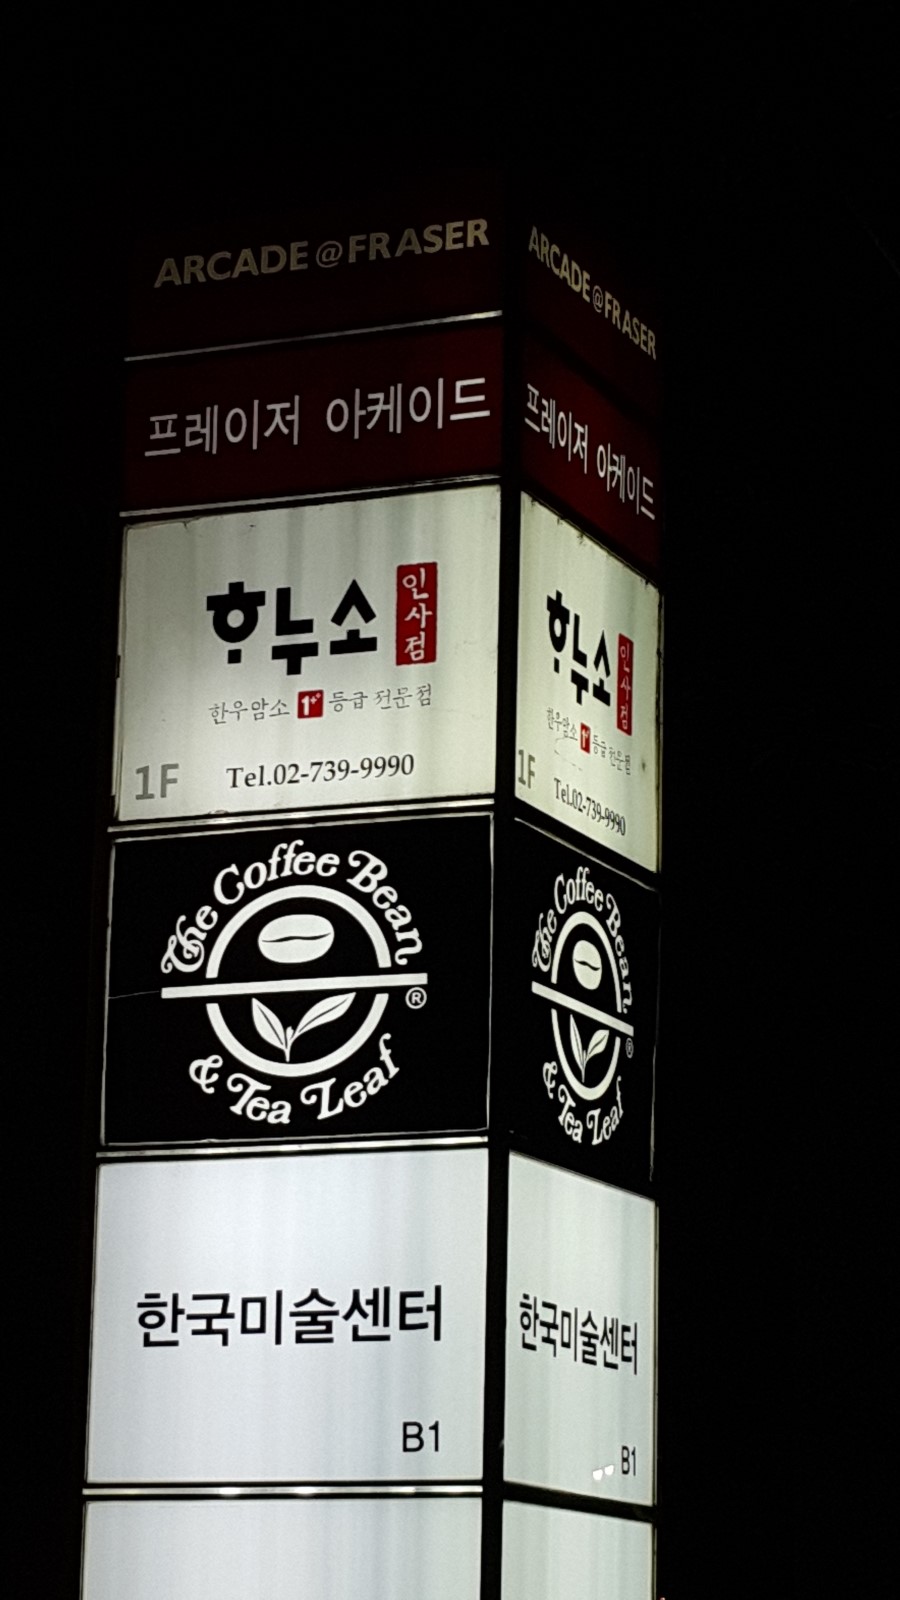 ARCADE@FRASER
프레이저 아케이드
하누소
인사점
한우암소 1++ 등급 전문점
1F
Tel.02-739-9990
The Coffee Bean
®
& Tea Leaf
한국미술센터
B1
ARCADE@FRASER
프레이저 아케이드
하누소
인사점
한우암소 1++ 등급 전문점
1F
Tel.02-739-9990
The Coffee Bean
®
& Tea Leaf
한국미술센터
B1